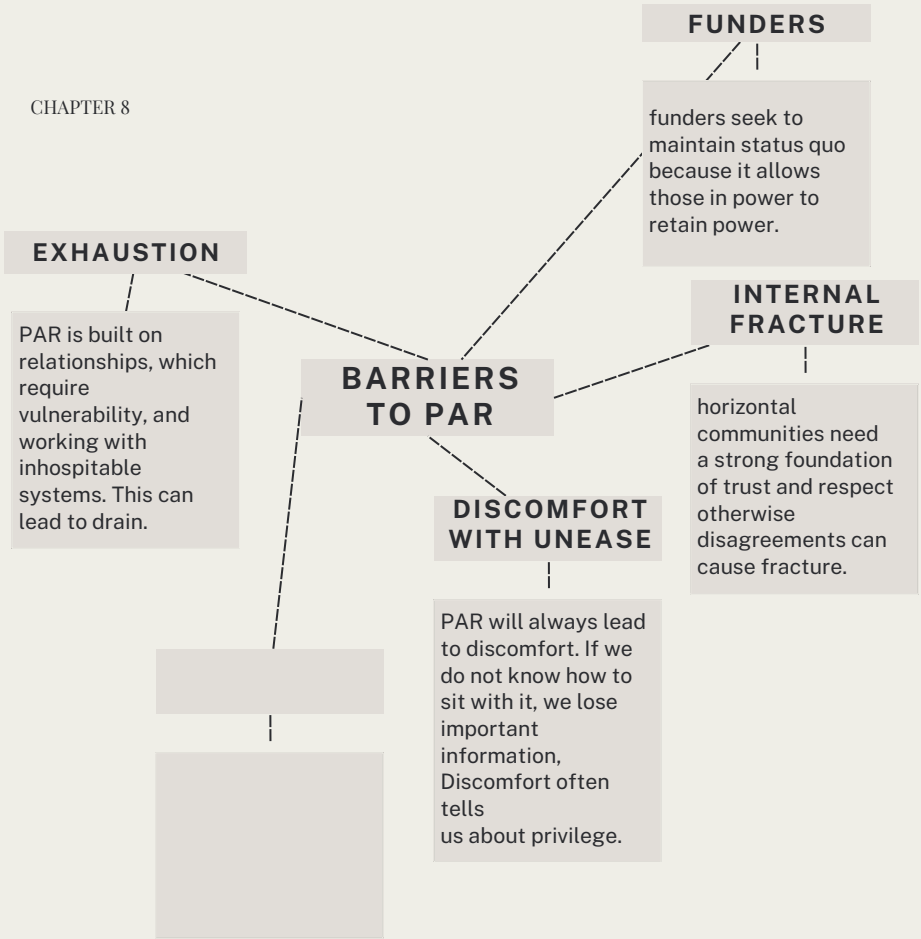 FUNDERS
CHAPTER 8
funders seek to
maintain status quo
because it allows
those in power to
retain power.
EXHAUSTION
PAR is built on
relationships, which
require
vulnerability, and
working with
inhospitable
systems. This can
lead to drain.
BARRIERS
TO PAR
INTERNAL
FRACTURE
horizontal
communities need
a strong foundation
of trust and respect
otherwise
disagreements can
cause fracture.
DISCOMFORT
WITH UNEASE
PAR will always lead
to discomfort. If we
do not know how to
sit with it, we lose
important
information,
Discomfort often
tells
us about privilege.